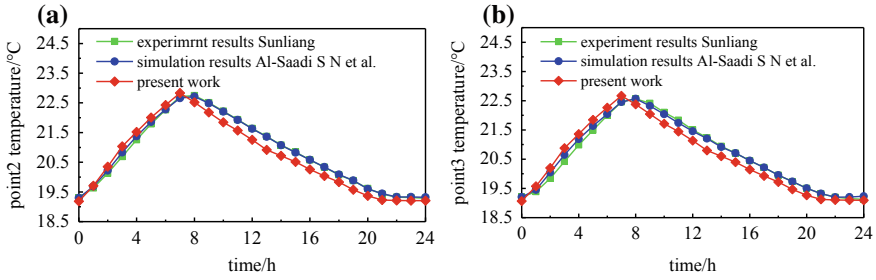 (a)
24.5
23.5
22.5
21.5
20.5
19.5
18.5
point2 temperature/°C
experimrnt results Sunliang
simulation results Al-Saadi S N et al.
present work
0 4 8 12 16 20 24
time/h
(b)
24.5
23.5
22.5
21.5
20.5
19.5
18.5
point3 temperature/°C
experiment results Sunliang
simulation results Al-Saadi S N et al.
present work
0 4 8 12 16 20 24
time/h